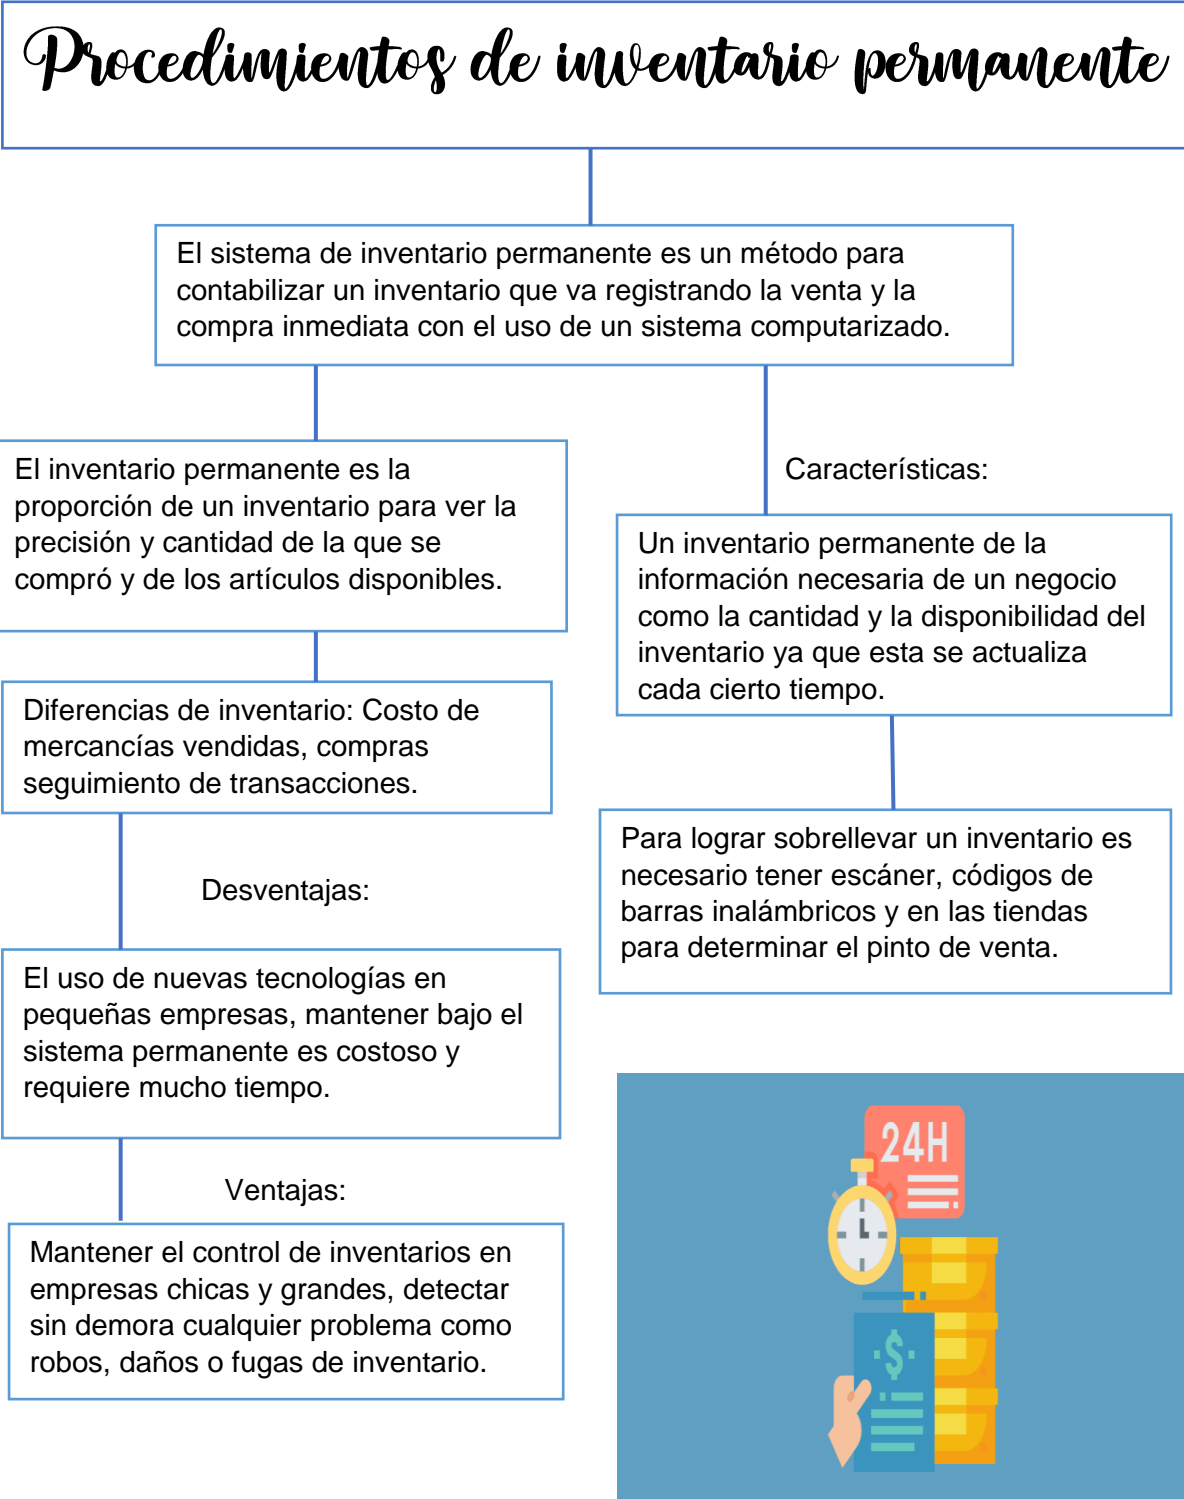 Procedimientos de inventario permanente
El sistema de inventario permanente es un método para
contabilizar un inventario que va registrando la venta y la
compra inmediata con el uso de un sistema computarizado.
El inventario permanente es la
proporción de un inventario para ver la
precisión y cantidad de la que se
compró y de los artículos disponibles.
Diferencias de inventario: Costo de
mercancías vendidas, compras
seguimiento de transacciones.
Desventajas:
El uso de nuevas tecnologías en
pequeñas empresas, mantener bajo el
sistema permanente es costoso y
requiere mucho tiempo.
Ventajas:
Mantener el control de inventarios en
empresas chicas y grandes, detectar
sin demora cualquier problema como
robos, daños o fugas de inventario.
Características:
Un inventario permanente de la
información necesaria de un negocio
como la cantidad y la disponibilidad del
inventario ya que esta se actualiza
cada cierto tiempo.
Para lograr sobrellevar un inventario es
necesario tener escáner, códigos de
barras inalámbricos y en las tiendas
para determinar el pinto de venta.
24H
$